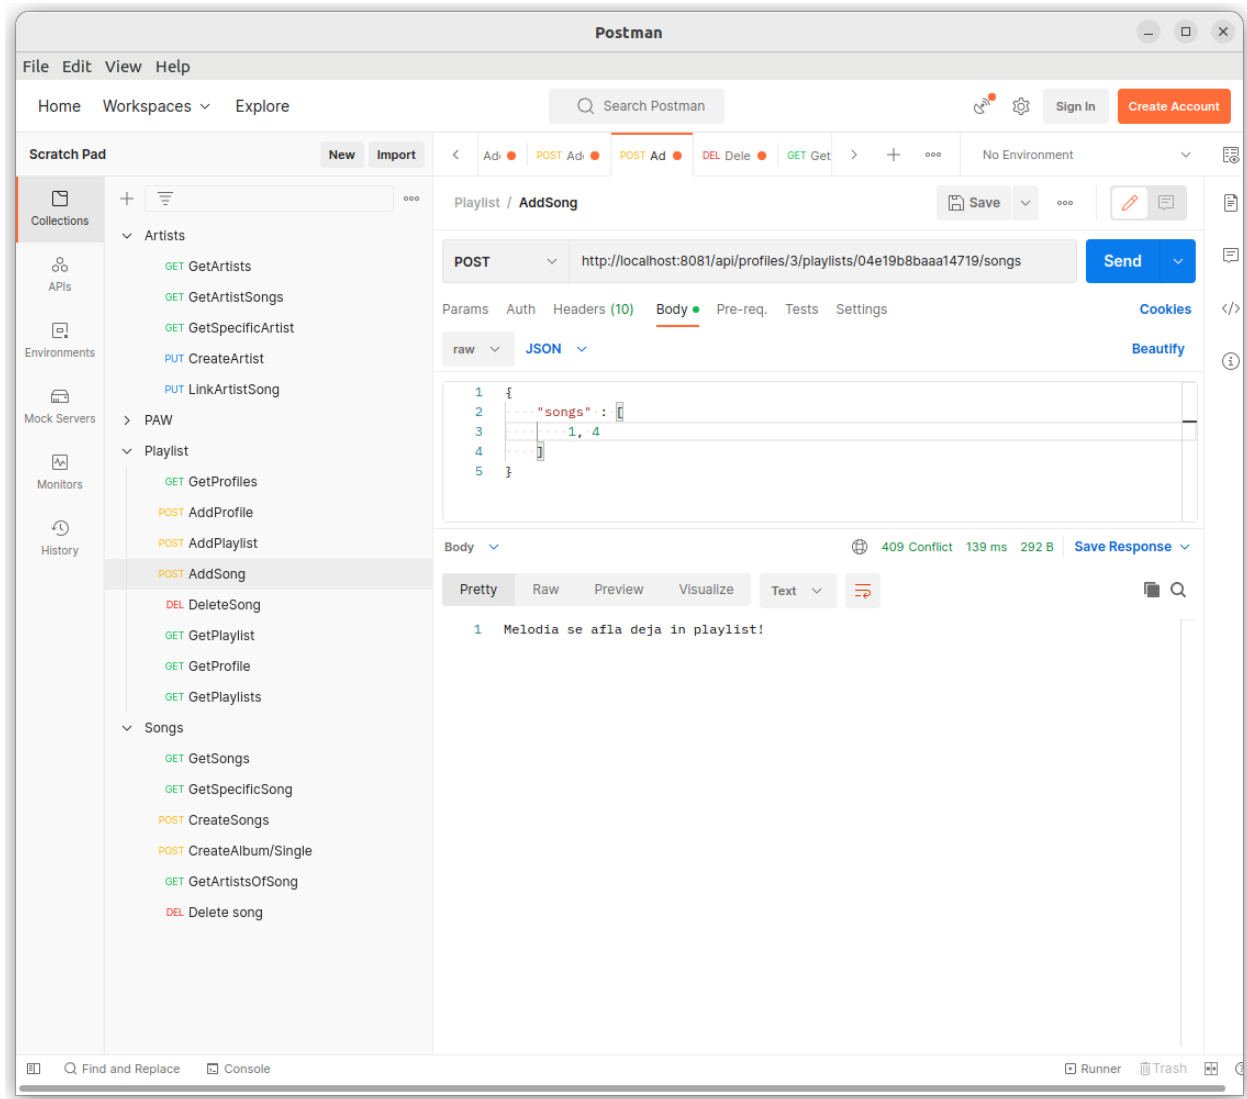 Postman
File Edit View Help
Home Workspaces Explore Search Postman Sign In Create Account
Scratch Pad New Import
POST POST Ad DEL Dele GET Get No Environment
Collections
APIs
Environments
Mock Servers
Monitors
History
Artists
GET GetArtists
GET GetArtistSongs
GET GetSpecificArtist
PUT CreateArtist
PUT LinkArtistSong
PAW
Playlist
GET GetProfiles
POST AddProfile
POST AddPlaylist
POST AddSong
DEL DeleteSong
GET GetPlaylist
GET GetProfile
GET GetPlaylists
Songs
GET GetSongs
GET GetSpecificSong
POST CreateSongs
POST CreateAlbum/Single
GET GetArtistsOfSong
DEL Delete song
Playlist / AddSong Save
POST http://localhost:8081/api/profiles/3/playlists/04e19b8baaa14719/songs Send
Params Auth Headers (10) Body Pre-req. Tests Settings Cookies
raw JSON Beautify
1 {
2 "songs" : [
3 1, 4
4 ]
5 }
Body 409 Conflict 139 ms 292 B Save Response
Pretty Raw Preview Visualize Text
1 Melodia se afla deja in playlist!
Find and Replace Console Runner Trash